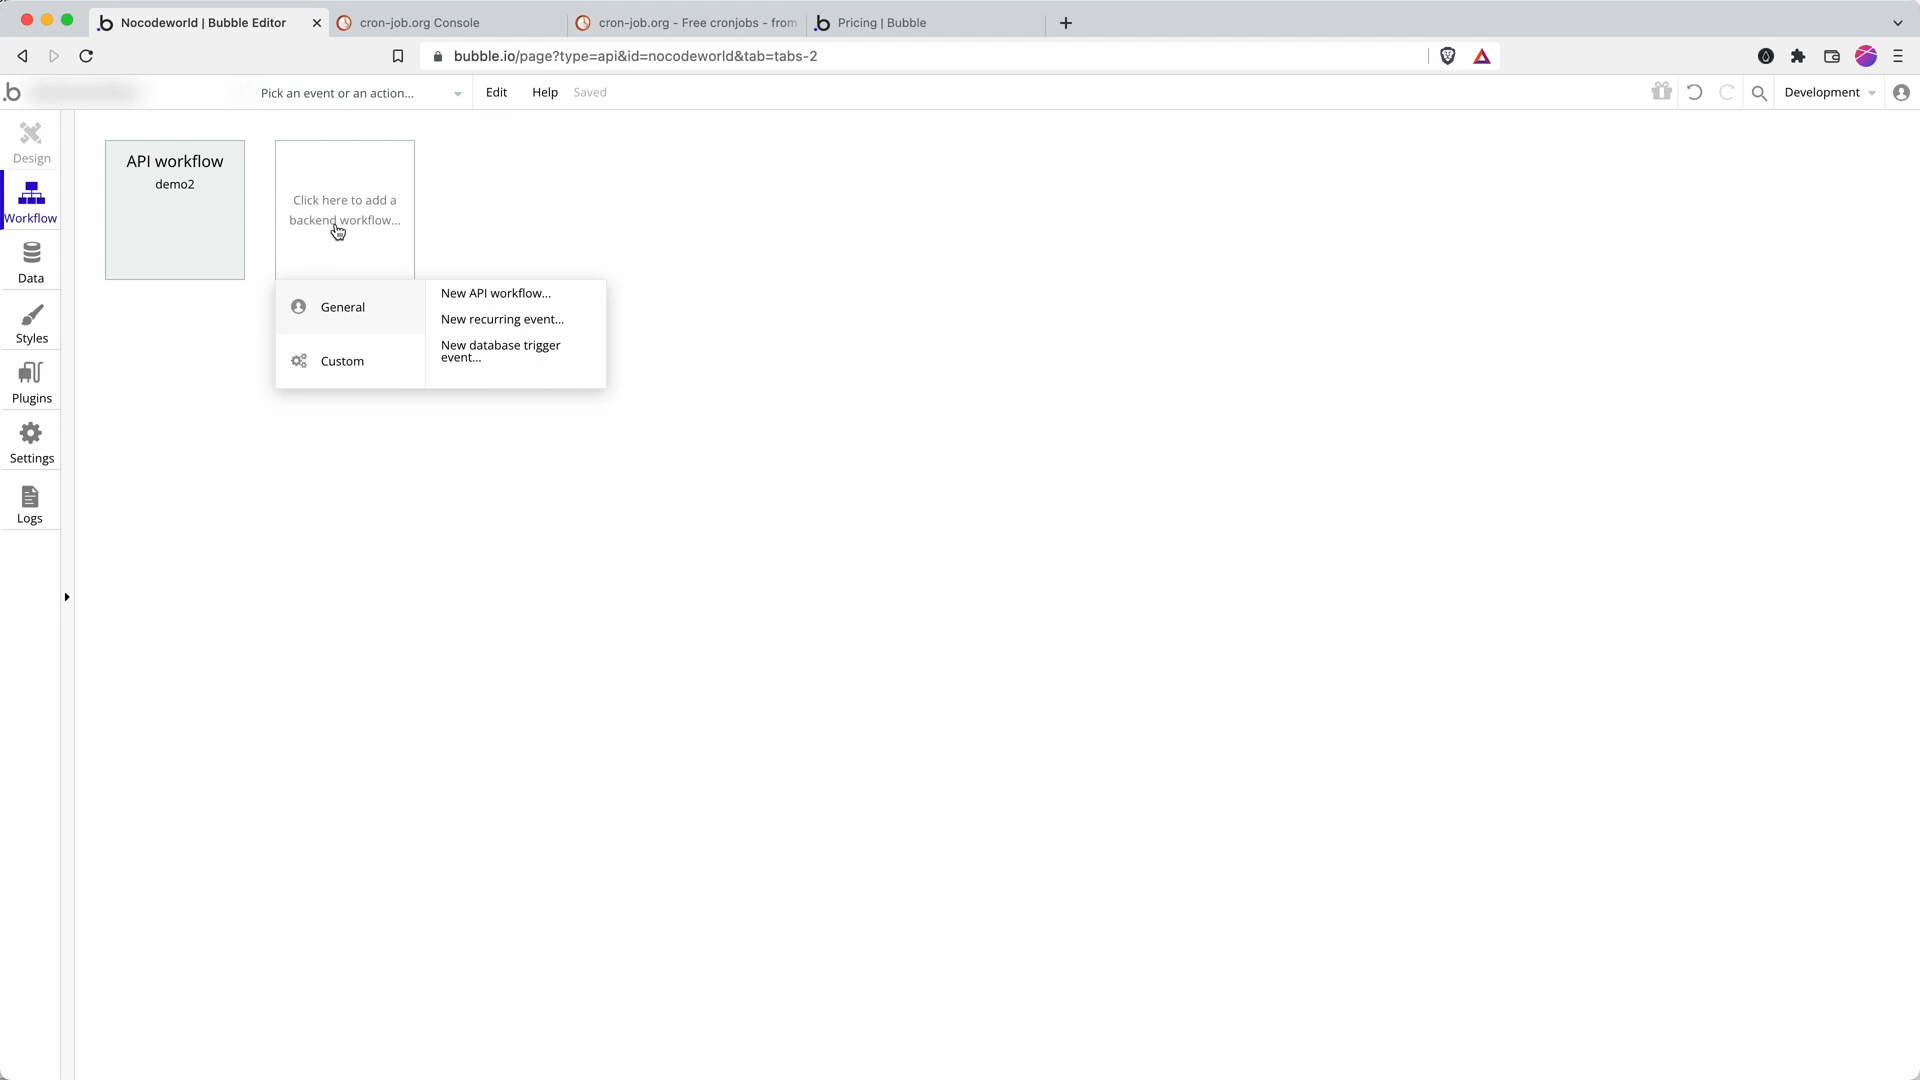 Nocodeworld | Bubble Editor
cron-job.org Console
cron-job.org - Free cronjobs - from
Pricing | Bubble
bubble.io/page?type=api&id=nocodeworld&tab=tabs-2
Pick an event or an action...
Edit
Help
Saved
Development
Design
Workflow
Data
Styles
Plugins
Settings
Logs
API workflow
demo2
Click here to add a
backend workflow...
General
Custom
New API workflow...
New recurring event...
New database trigger
event...